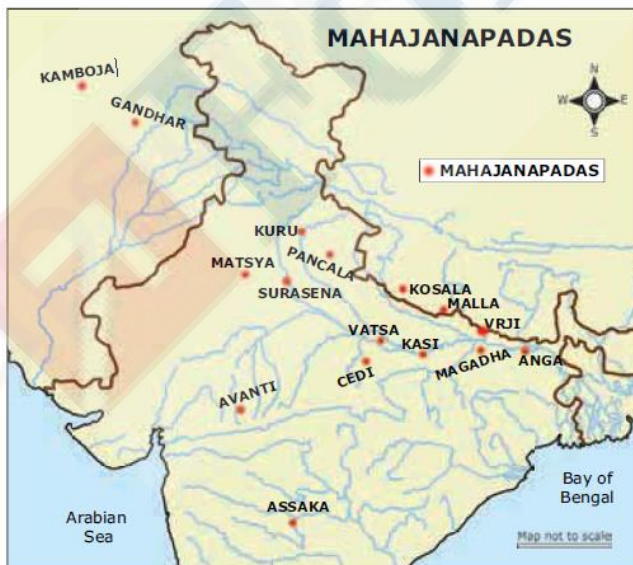 MAHAJANAPADAS
KAMBOJA
GANDHAR
N
W E
S
MAHAJANAPADAS
KURU
PANCALA
MATSYA
SURASENA
KOSALA
MALLA
VRJI
VATSA
KASI
CEDI
MAGADHA
ANGA
AVANTI
ASSAKA
Arabian
Sea
Bay of
Bengal
Map not to scale